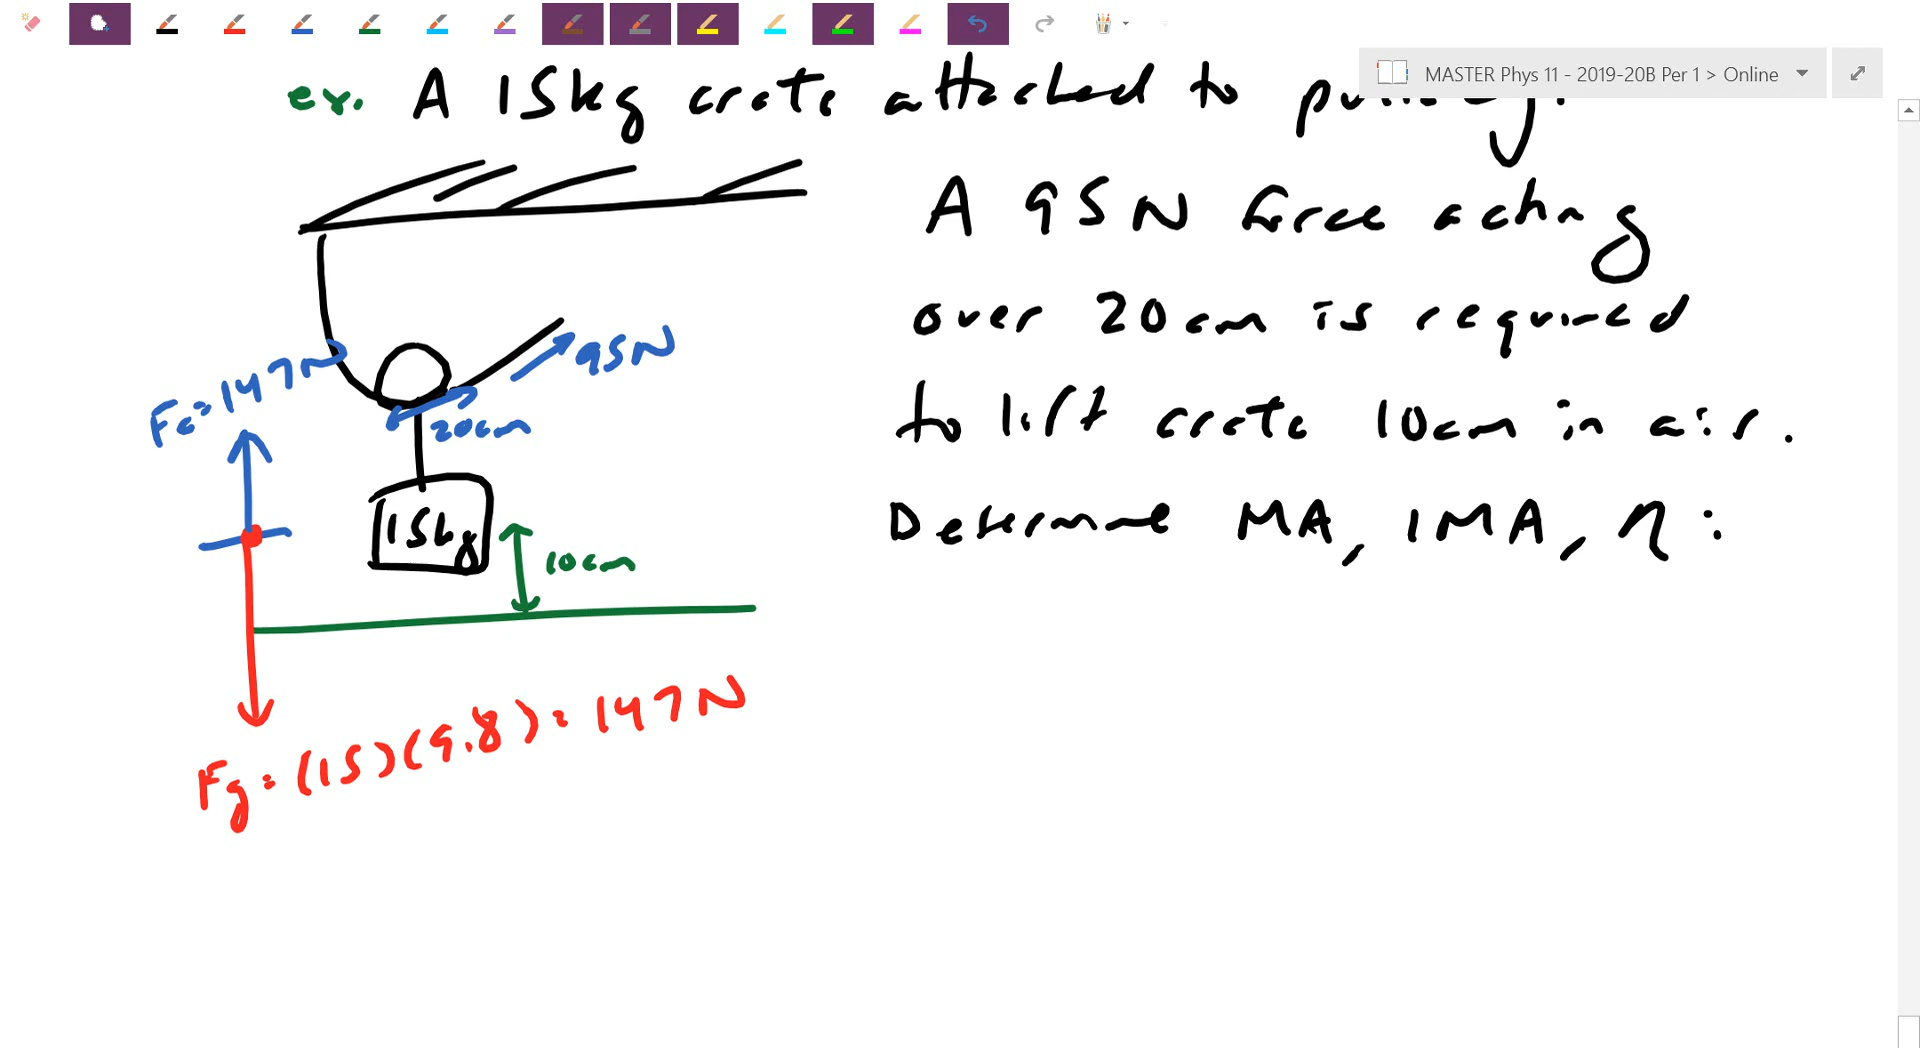 MASTER Phys 11 - 2019-20B Per 1 > Online
ex. A 15kg crate attached to pulley.
A 95N force acting
over 20cm is required
to lift crate 10cm in air.
Determine MA, IMA, η:
95N
Fa = 147N
20cm
15kg
10cm
Fg = (15)(9.8) = 147N